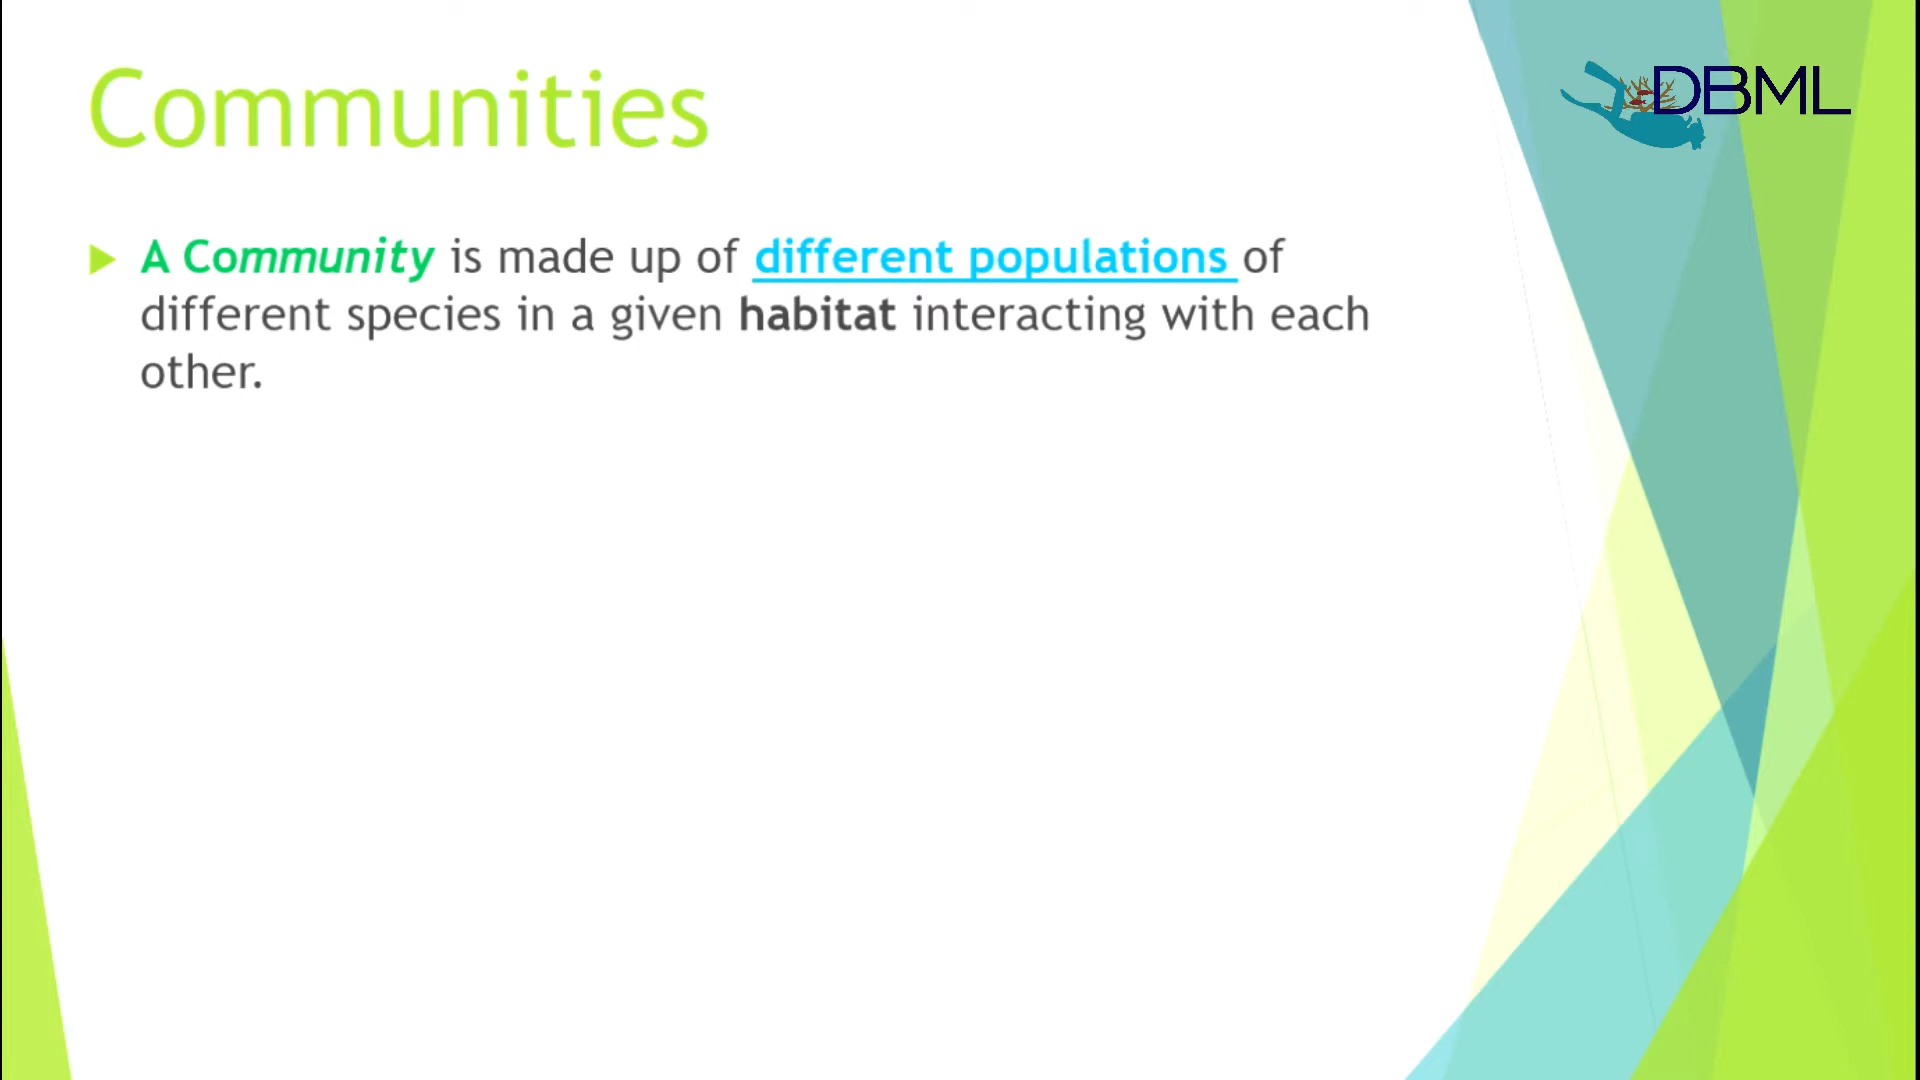 Communities
DBML
A Community is made up of different populations of
different species in a given habitat interacting with each
other.